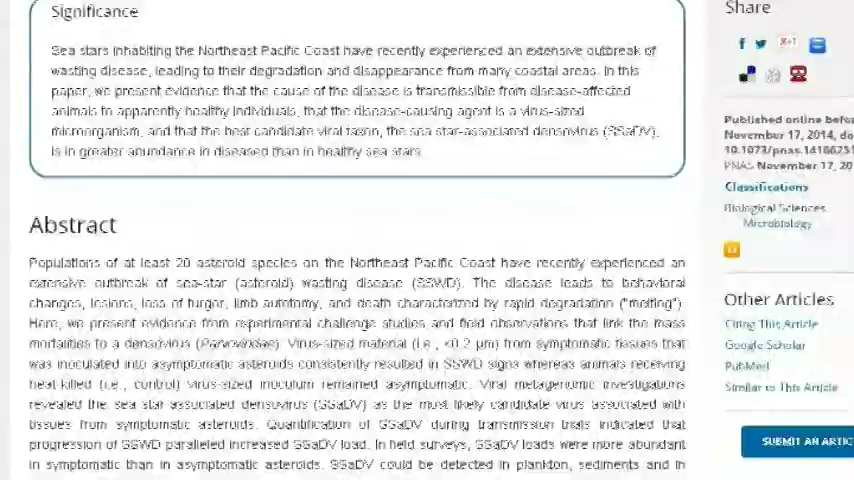 Significance
Sea stars inhabiting the Northeast Pacific Coast have recently experienced an extensive outbreak of
wasting disease, leading to their degradation and disappearance from many coastal areas. In this
paper, we present evidence that the cause of the disease is transmissible from disease-affected
animals to apparently healthy individuals, that the disease-causing agent is a virus-sized
microorganism, and that the best candidate viral taxon, the sea star-associated densovirus (SSaDV),
is in greater abundance in diseased than in healthy sea stars.
Abstract
Populations of at least 20 asteroid species on the Northeast Pacific Coast have recently experienced an
extensive outbreak of sea-star (asteroid) wasting disease (SSWD). The disease leads to behavioral
changes, lesions, loss of turgor, limb autotomy, and death characterized by rapid degradation ("melting").
Here, we present evidence from experimental challenge studies and field observations that link the mass
mortalities to a densovirus (Parvoviridae). Virus-sized material (i.e., <0.2 μm) from symptomatic tissues that
was inoculated into asymptomatic asteroids consistently resulted in SSWD signs whereas animals receiving
heat-killed (i.e., control) virus-sized inoculum remained asymptomatic. Viral metagenomic investigations
revealed the sea star-associated densovirus (SSaDV) as the most likely candidate virus associated with
tissues from symptomatic asteroids. Quantification of SSaDV during transmission trials indicated that
progression of SSWD paralleled increased SSaDV load. In field surveys, SSaDV loads were more abundant
in symptomatic than in asymptomatic asteroids. SSaDV could be detected in plankton, sediments and in
Share
f
+1
Published online befor
November 17, 2014, do
10.1073/pnas.
PNAS November 17, 20
Classifications
Biological Sciences
Microbiology
Other Articles
Citing This Article
Google Scholar
PubMed
Similar to This Article
SUBMIT AN ARTIC